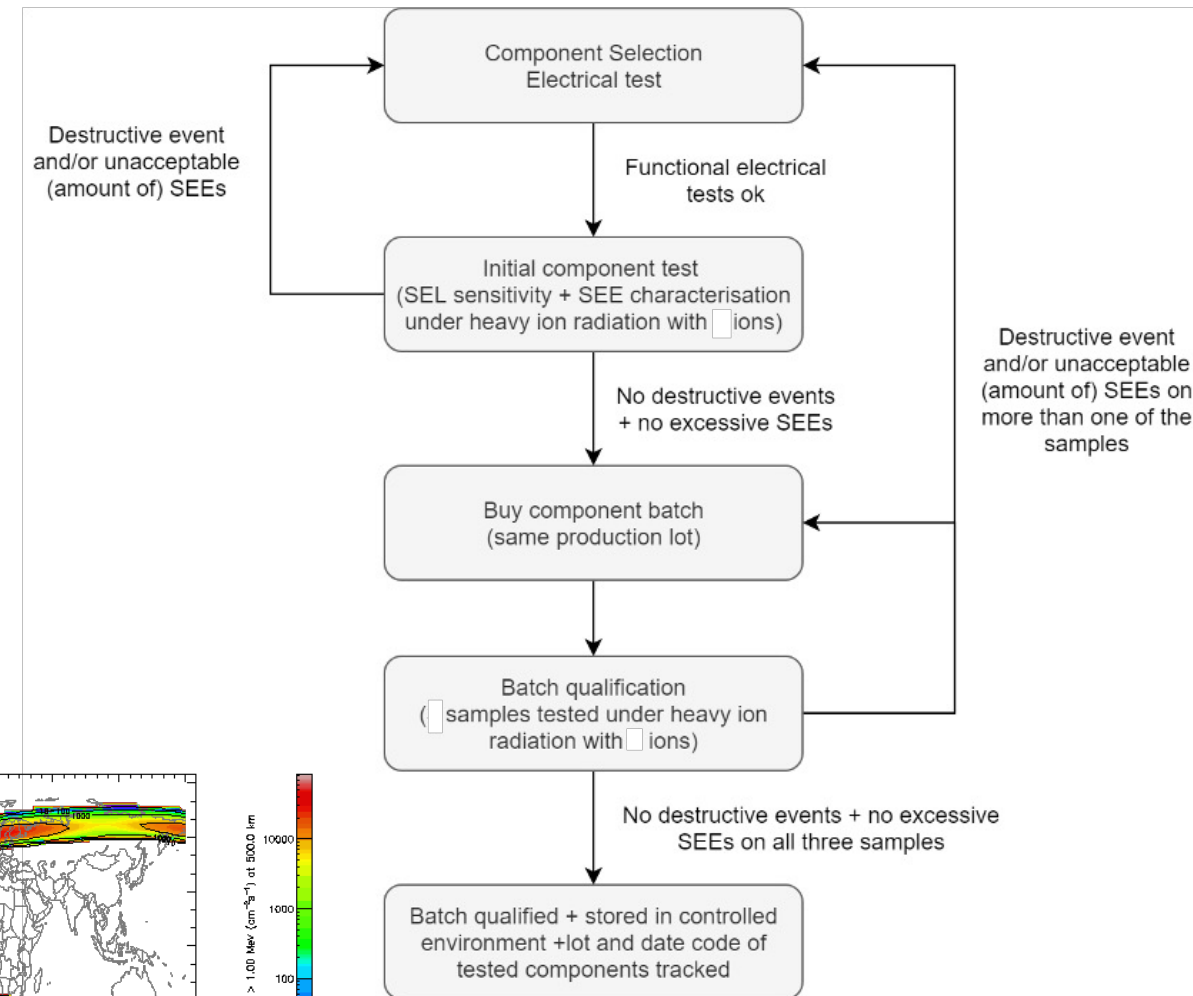 Component Selection
Electrical test
Destructive event
and/or unacceptable
(amount of) SEEs
Functional electrical
tests ok
Initial component test
(SEL sensitivity + SEE characterisation
under heavy ion radiation with ions)
No destructive events
+ no excessive SEEs
Destructive event
and/or unacceptable
(amount of) SEEs on
more than one of the
samples
Buy component batch
(same production lot)
Batch qualification
( samples tested under heavy ion
radiation with ions)
No destructive events + no excessive
SEEs on all three samples
Batch qualified + stored in controlled
environment +lot and date code of
tested components tracked
1000
10000
1000
100
> 1.00 MeV (cm⁻²s⁻¹) at 500.0 km